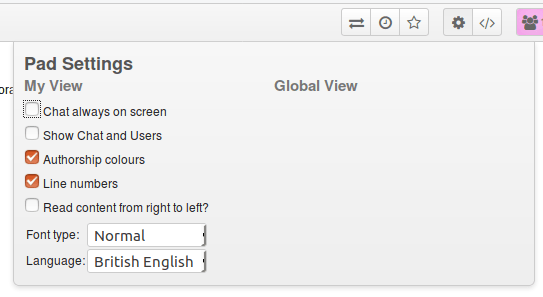 </>
ora
Pad Settings
My View
Global View
Chat always on screen
Show Chat and Users
Authorship colours
Line numbers
Read content from right to left?
Font type: Normal
Language: British English